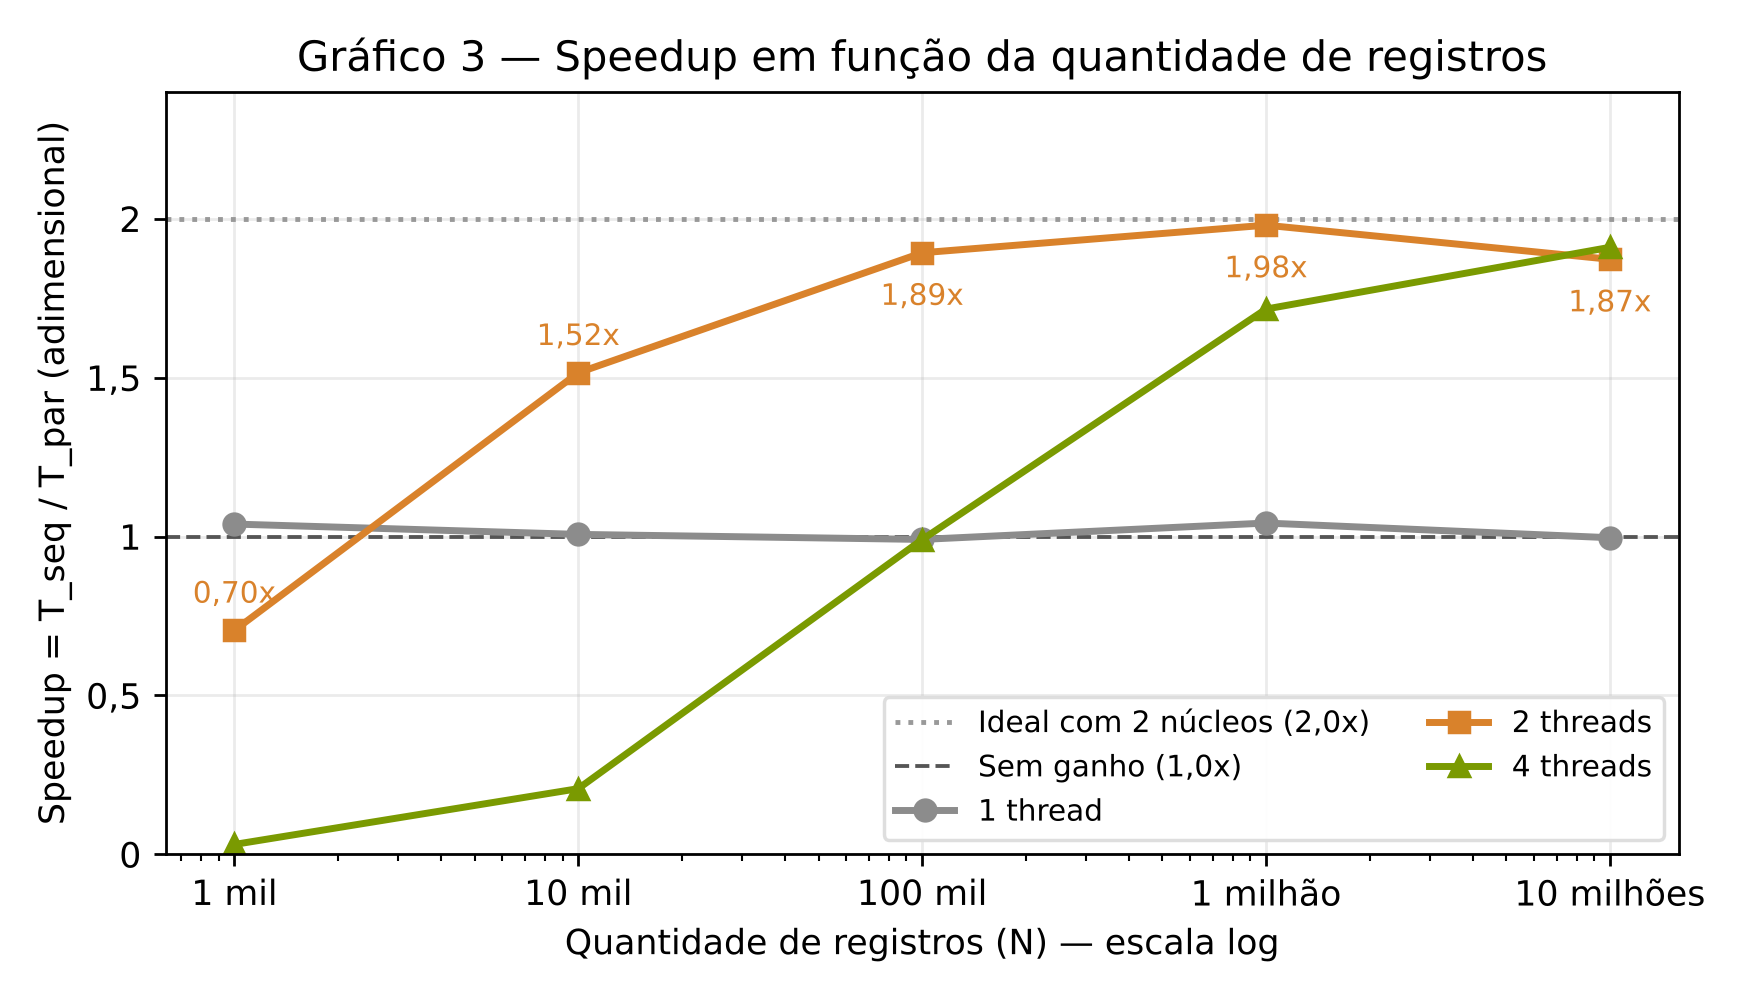 Gráfico 3 — Speedup em função da quantidade de registros
Speedup = T_seq / T_par (adimensional)
2
1,5
1
0,5
0
0,70x
1,52x
1,89x
1,98x
1,87x
Ideal com 2 núcleos (2,0x)
Sem ganho (1,0x)
1 thread
2 threads
4 threads
1 mil
10 mil
100 mil
1 milhão
10 milhões
Quantidade de registros (N) — escala log